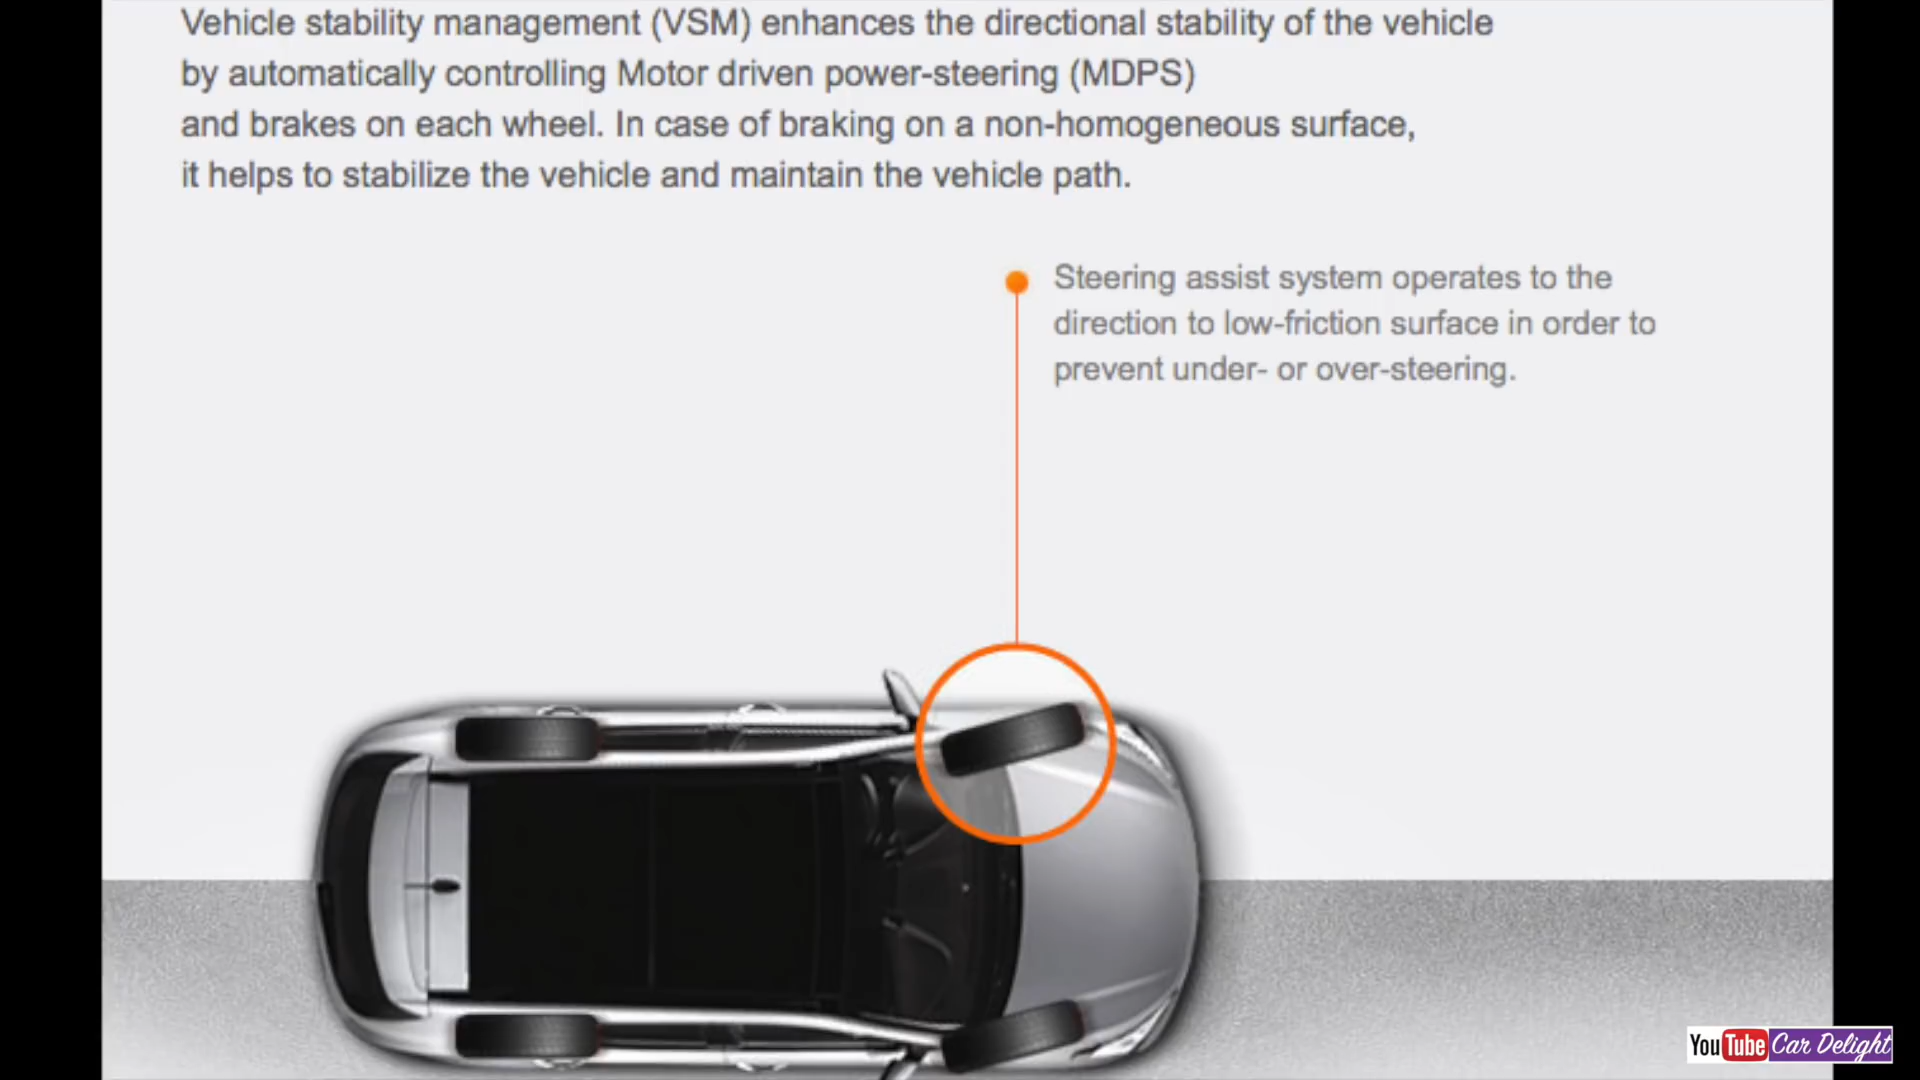 Vehicle stability management (VSM) enhances the directional stability of the vehicle
by automatically controlling Motor driven power-steering (MDPS)
and brakes on each wheel. In case of braking on a non-homogeneous surface,
it helps to stabilize the vehicle and maintain the vehicle path.
Steering assist system operates to the
direction to low-friction surface in order to
prevent under- or over-steering.
YouTube Car Delight